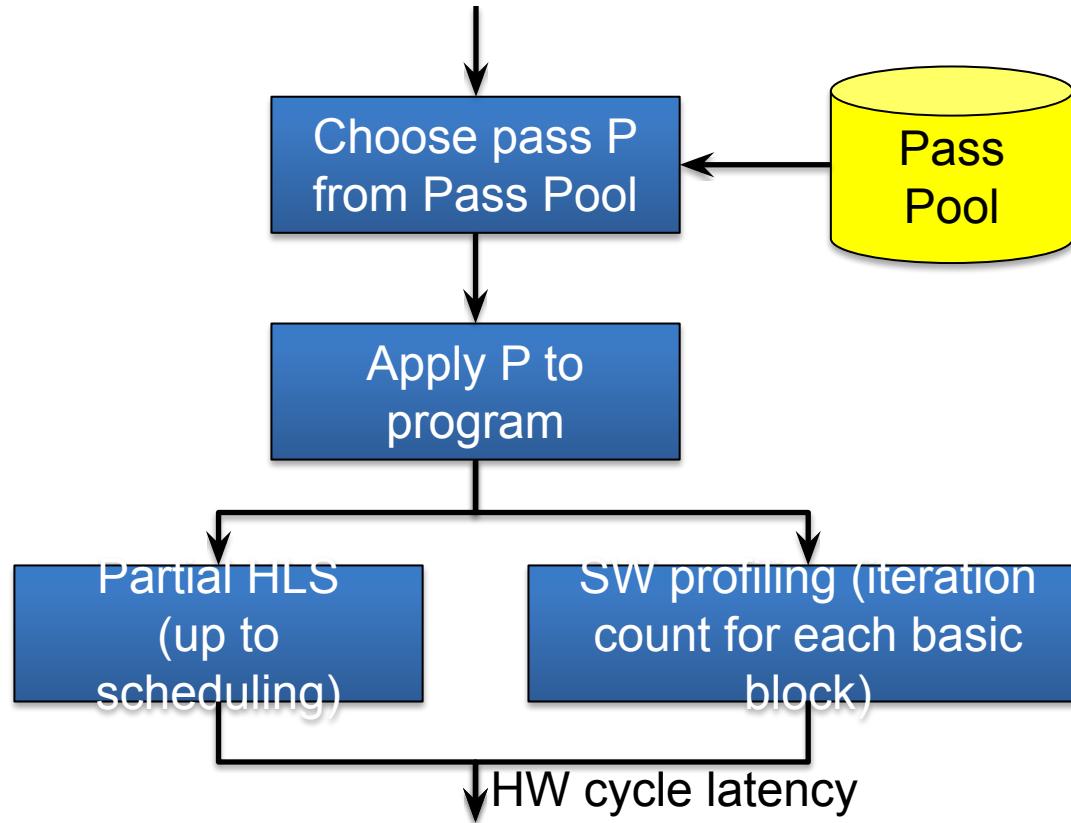 Choose pass P
from Pass Pool
Pass
Pool
Apply P to
program
Partial HLS
(up to
scheduling)
SW profiling (iteration
count for each basic
block)
HW cycle latency